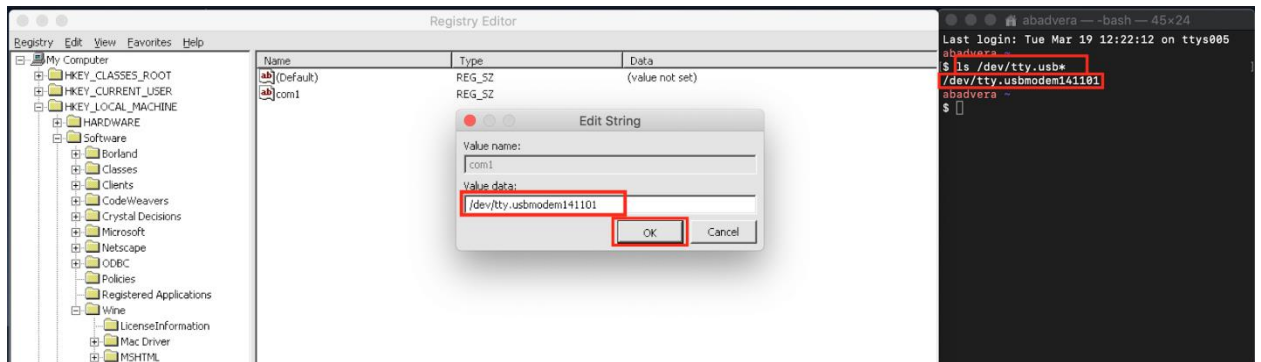 Registry Editor
Registry Edit View Favorites Help
My Computer
HKEY_CLASSES_ROOT
HKEY_CURRENT_USER
HKEY_LOCAL_MACHINE
HARDWARE
Software
Borland
Classes
Clients
CodeWeavers
Crystal Decisions
Microsoft
Netscape
ODBC
Policies
Registered Applications
Wine
LicenseInformation
Mac Driver
MSHTML
Name Type Data
ab (Default) REG_SZ (value not set)
ab com1 REG_SZ
Edit String
Value name:
com1
Value data:
/dev/tty.usbmodem141101
OK Cancel
abadvera — -bash — 45×24
Last login: Tue Mar 19 12:22:12 on ttys005
abadvera ~
[$ ls /dev/tty.usb* ]
/dev/tty.usbmodem141101
abadvera ~
$